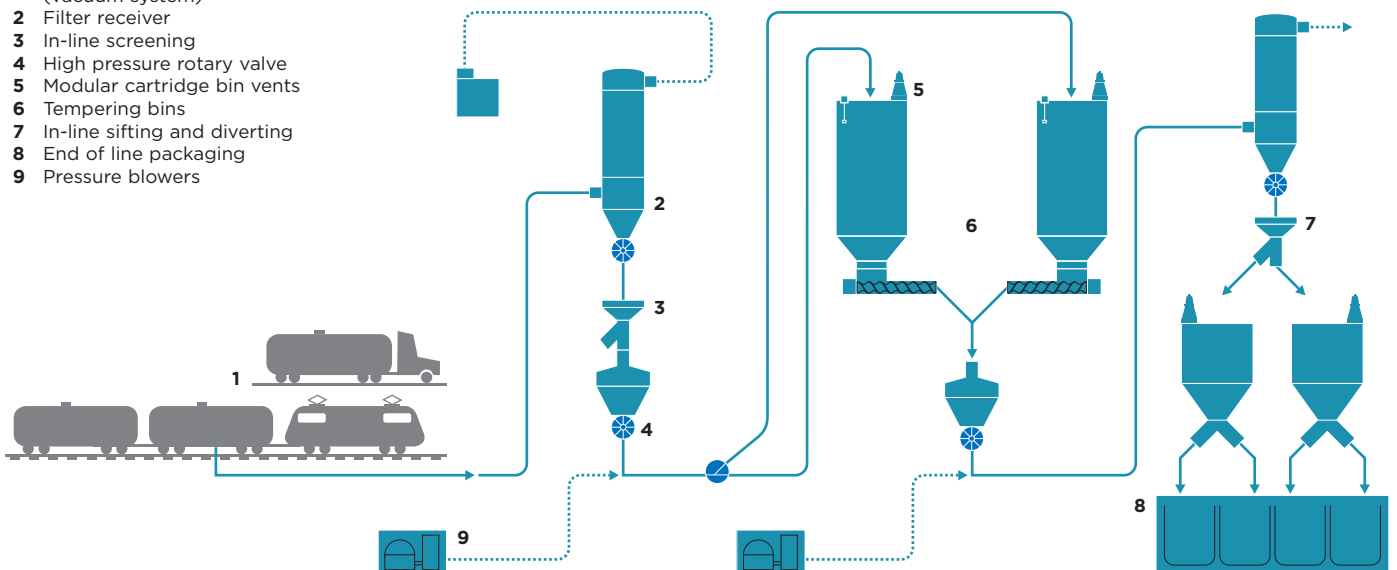 (vacuum system)
2 Filter receiver
3 In-line screening
4 High pressure rotary valve
5 Modular cartridge bin vents
6 Tempering bins
7 In-line sifting and diverting
8 End of line packaging
9 Pressure blowers
5
2
6
7
3
1
4
8
9